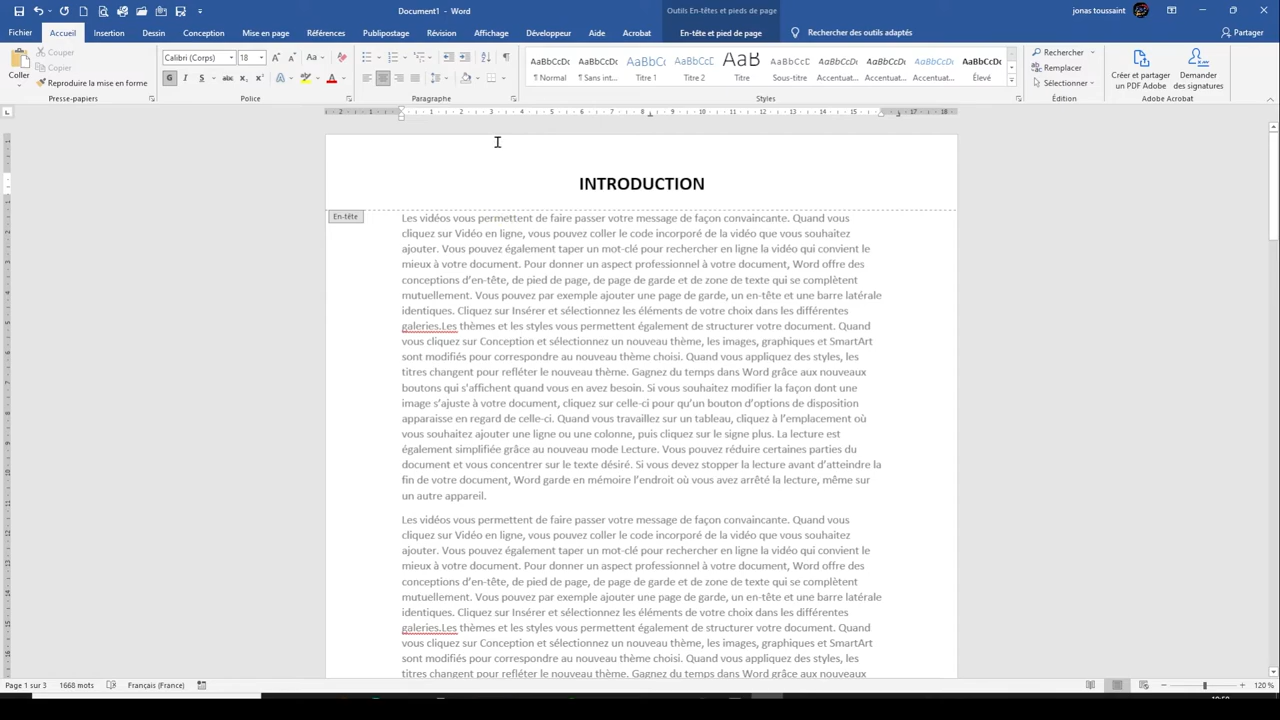 Document1 - Word
Outils En-têtes et pieds de page
jonas toussaint
Fichier Accueil Insertion Dessin Conception Mise en page Références Publipostage Révision Affichage Développeur Aide Acrobat En-tête et pied de page Rechercher des outils adaptés Partager
Coller
Couper
Copier
Reproduire la mise en forme
Calibri (Corps) 18
AaBbCcDc AaBbCcDc AaBbCc AaBbCcC AaB AaBbCcC AaBbCcDı AaBbCcDı AaBbCcDı AaBbCcDc
¶ Normal ¶ Sans int... Titre 1 Titre 2 Titre Sous-titre Accentuat... Accentuat... Accentuat... Élevé
Rechercher
Remplacer
Sélectionner
Créer et partager
un PDF Adobe
Demander
des signatures
Presse-papiers Police Paragraphe Styles Édition Adobe Acrobat
INTRODUCTION
En-tête
Les vidéos vous permettent de faire passer votre message de façon convaincante. Quand vous
cliquez sur Vidéo en ligne, vous pouvez coller le code incorporé de la vidéo que vous souhaitez
ajouter. Vous pouvez également taper un mot-clé pour rechercher en ligne la vidéo qui convient le
mieux à votre document. Pour donner un aspect professionnel à votre document, Word offre des
conceptions d'en-tête, de pied de page, de page de garde et de zone de texte qui se complètent
mutuellement. Vous pouvez par exemple ajouter une page de garde, un en-tête et une barre latérale
identiques. Cliquez sur Insérer et sélectionnez les éléments de votre choix dans les différentes
galeries.Les thèmes et les styles vous permettent également de structurer votre document. Quand
vous cliquez sur Conception et sélectionnez un nouveau thème, les images, graphiques et SmartArt
sont modifiés pour correspondre au nouveau thème choisi. Quand vous appliquez des styles, les
titres changent pour refléter le nouveau thème. Gagnez du temps dans Word grâce aux nouveaux
boutons qui s'affichent quand vous en avez besoin. Si vous souhaitez modifier la façon dont une
image s'ajuste à votre document, cliquez sur celle-ci pour qu'un bouton d'options de disposition
apparaisse en regard de celle-ci. Quand vous travaillez sur un tableau, cliquez à l'emplacement où
vous souhaitez ajouter une ligne ou une colonne, puis cliquez sur le signe plus. La lecture est
également simplifiée grâce au nouveau mode Lecture. Vous pouvez réduire certaines parties du
document et vous concentrer sur le texte désiré. Si vous devez stopper la lecture avant d'atteindre la
fin de votre document, Word garde en mémoire l'endroit où vous avez arrêté la lecture, même sur
un autre appareil.
Les vidéos vous permettent de faire passer votre message de façon convaincante. Quand vous
cliquez sur Vidéo en ligne, vous pouvez coller le code incorporé de la vidéo que vous souhaitez
ajouter. Vous pouvez également taper un mot-clé pour rechercher en ligne la vidéo qui convient le
mieux à votre document. Pour donner un aspect professionnel à votre document, Word offre des
conceptions d'en-tête, de pied de page, de page de garde et de zone de texte qui se complètent
mutuellement. Vous pouvez par exemple ajouter une page de garde, un en-tête et une barre latérale
identiques. Cliquez sur Insérer et sélectionnez les éléments de votre choix dans les différentes
galeries.Les thèmes et les styles vous permettent également de structurer votre document. Quand
vous cliquez sur Conception et sélectionnez un nouveau thème, les images, graphiques et SmartArt
sont modifiés pour correspondre au nouveau thème choisi. Quand vous appliquez des styles, les
titres changent pour refléter le nouveau thème. Gagnez du temps dans Word grâce aux nouveaux
Page 1 sur 3 1668 mots Français (France) 120 %